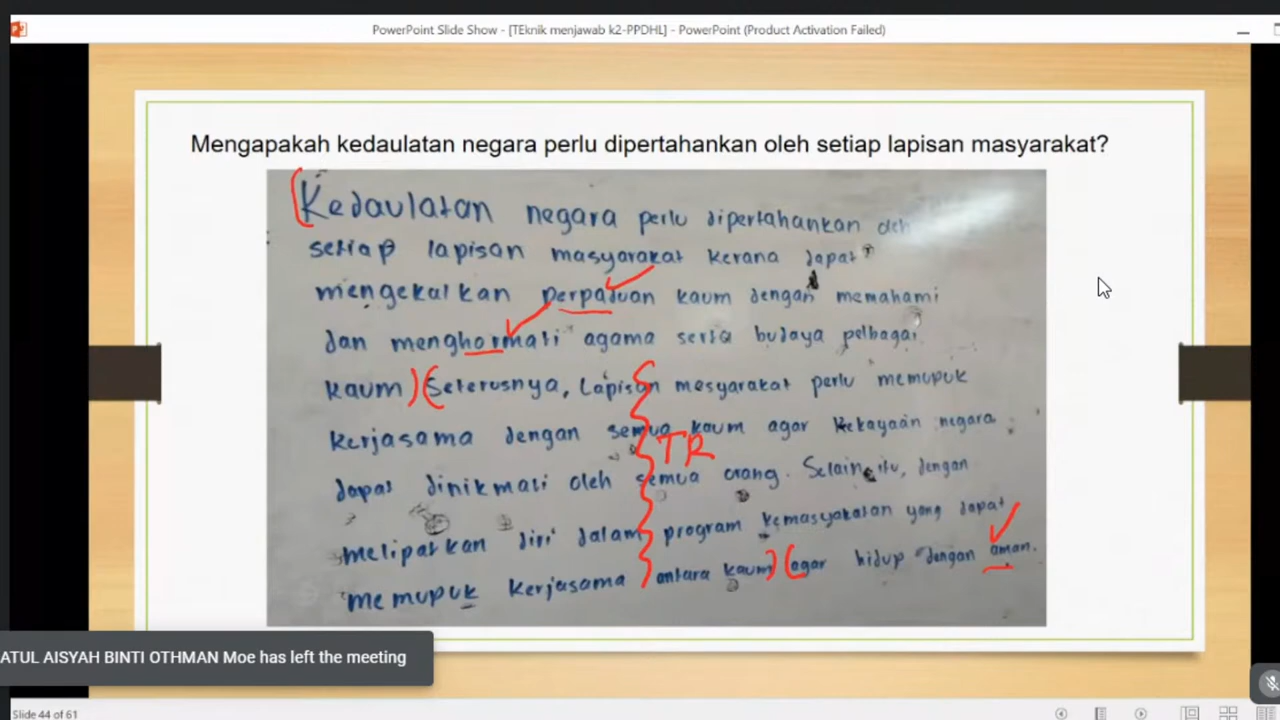 PowerPoint Slide Show - [TEknik menjawab k2-PPDHL] - PowerPoint (Product Activation Failed)
Mengapakah kedaulatan negara perlu dipertahankan oleh setiap lapisan masyarakat?
(Kedaulatan negara perlu dipertahankan oleh
setiap lapisan masyarakat kerana dapat
mengekalkan perpaduan kaum dengan memahami
dan menghormati agama serta budaya pelbagai
kaum) (Seterusnya, lapisan masyarakat perlu memupuk
kerjasama dengan semua kaum agar kekayaan negara
TR
dapat dinikmati oleh semua orang. Selain itu, dengan
melipatkan diri dalam program kemasyakatan yang dapat
memupuk kerjasama antara kaum) (agar hidup dengan aman.
ATUL AISYAH BINTI OTHMAN Moe has left the meeting
Slide 44 of 61